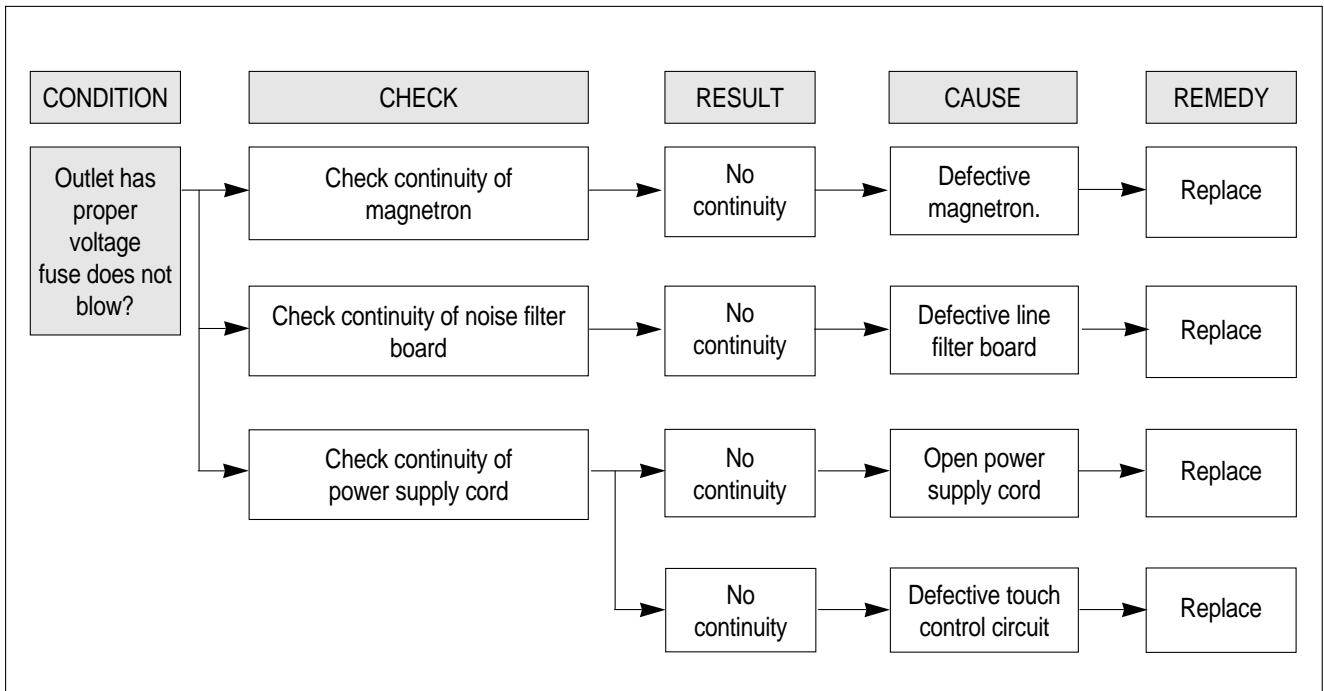 CONDITION
CHECK
RESULT
CAUSE
REMEDY
Outlet has
proper
voltage
fuse does not
blow?
Check continuity of
magnetron
No
continuity
Defective
magnetron.
Replace
Check continuity of noise filter
board
No
continuity
Defective line
filter board
Replace
Check continuity of
power supply cord
No
continuity
Open power
supply cord
Replace
No
continuity
Defective touch
control circuit
Replace